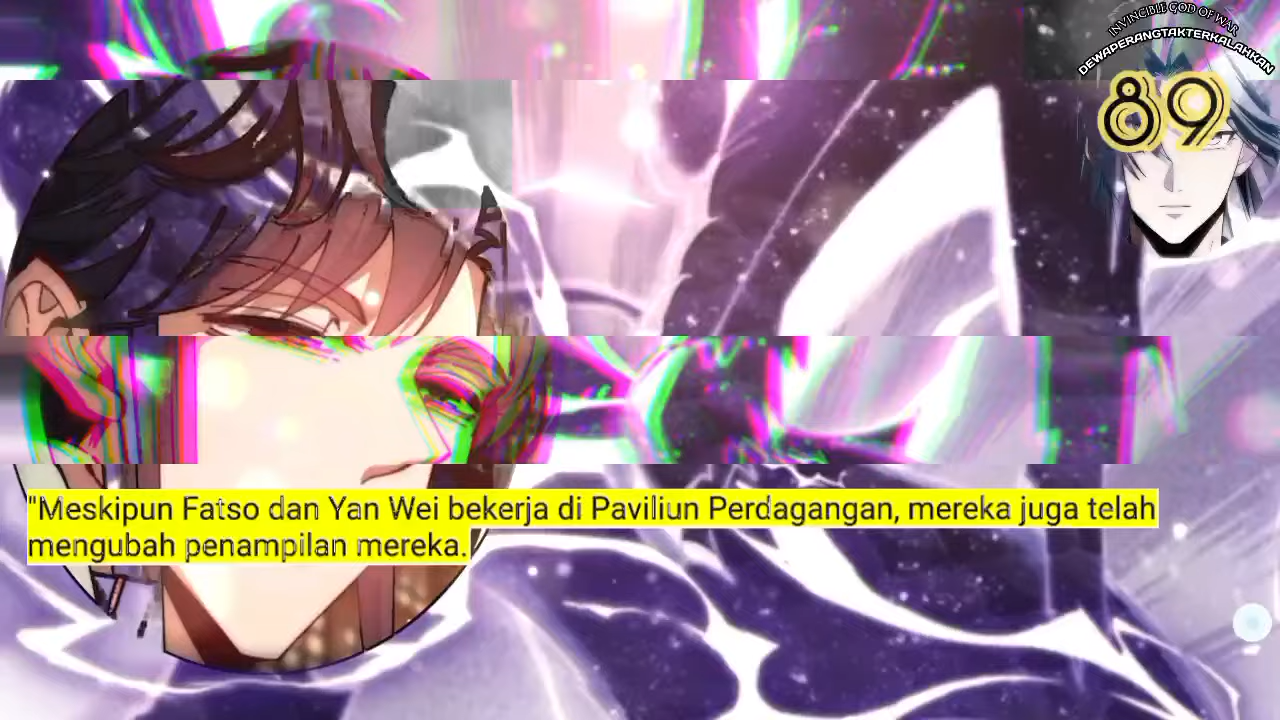 INVINCIBLE GOD OF WAR
DEWAPERANGTAKTERKALAHKAN
89
"Meskipun Fatso dan Yan Wei bekerja di Paviliun Perdagangan, mereka juga telah
mengubah penampilan mereka.